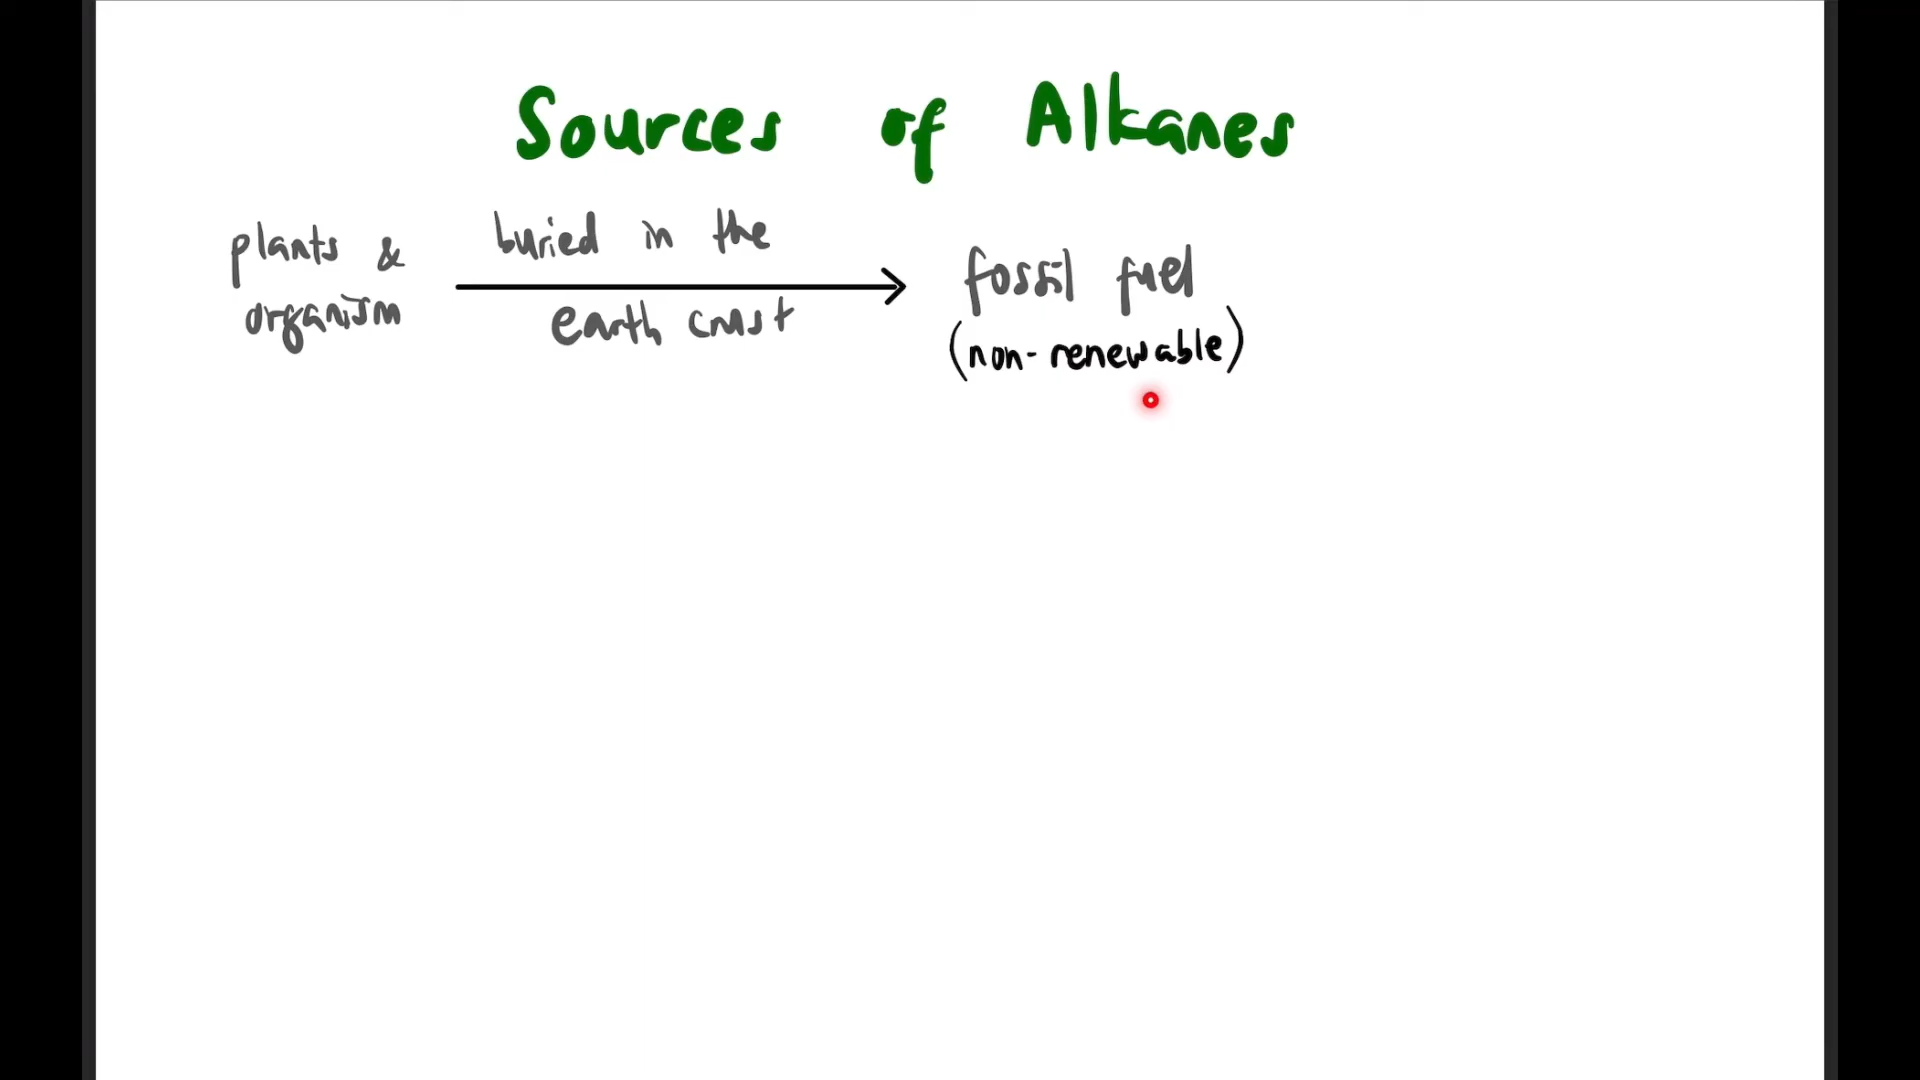 Sources of Alkanes
plants &
organism
buried in the
earth crust
fossil fuel
(non-renewable)